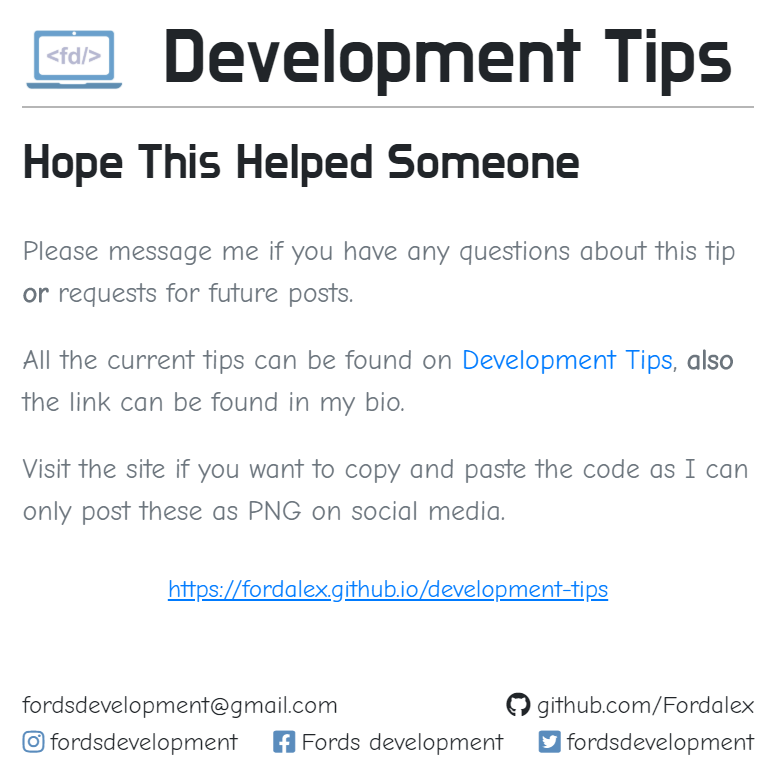 <fd/> Development Tips
Hope This Helped Someone
Please message me if you have any questions about this tip
or requests for future posts.
All the current tips can be found on Development Tips, also
the link can be found in my bio.
Visit the site if you want to copy and paste the code as I can
only post these as PNG on social media.
https://fordalex.github.io/development-tips
fordsdevelopment@gmail.com github.com/Fordalex
fordsdevelopment Fords development fordsdevelopment